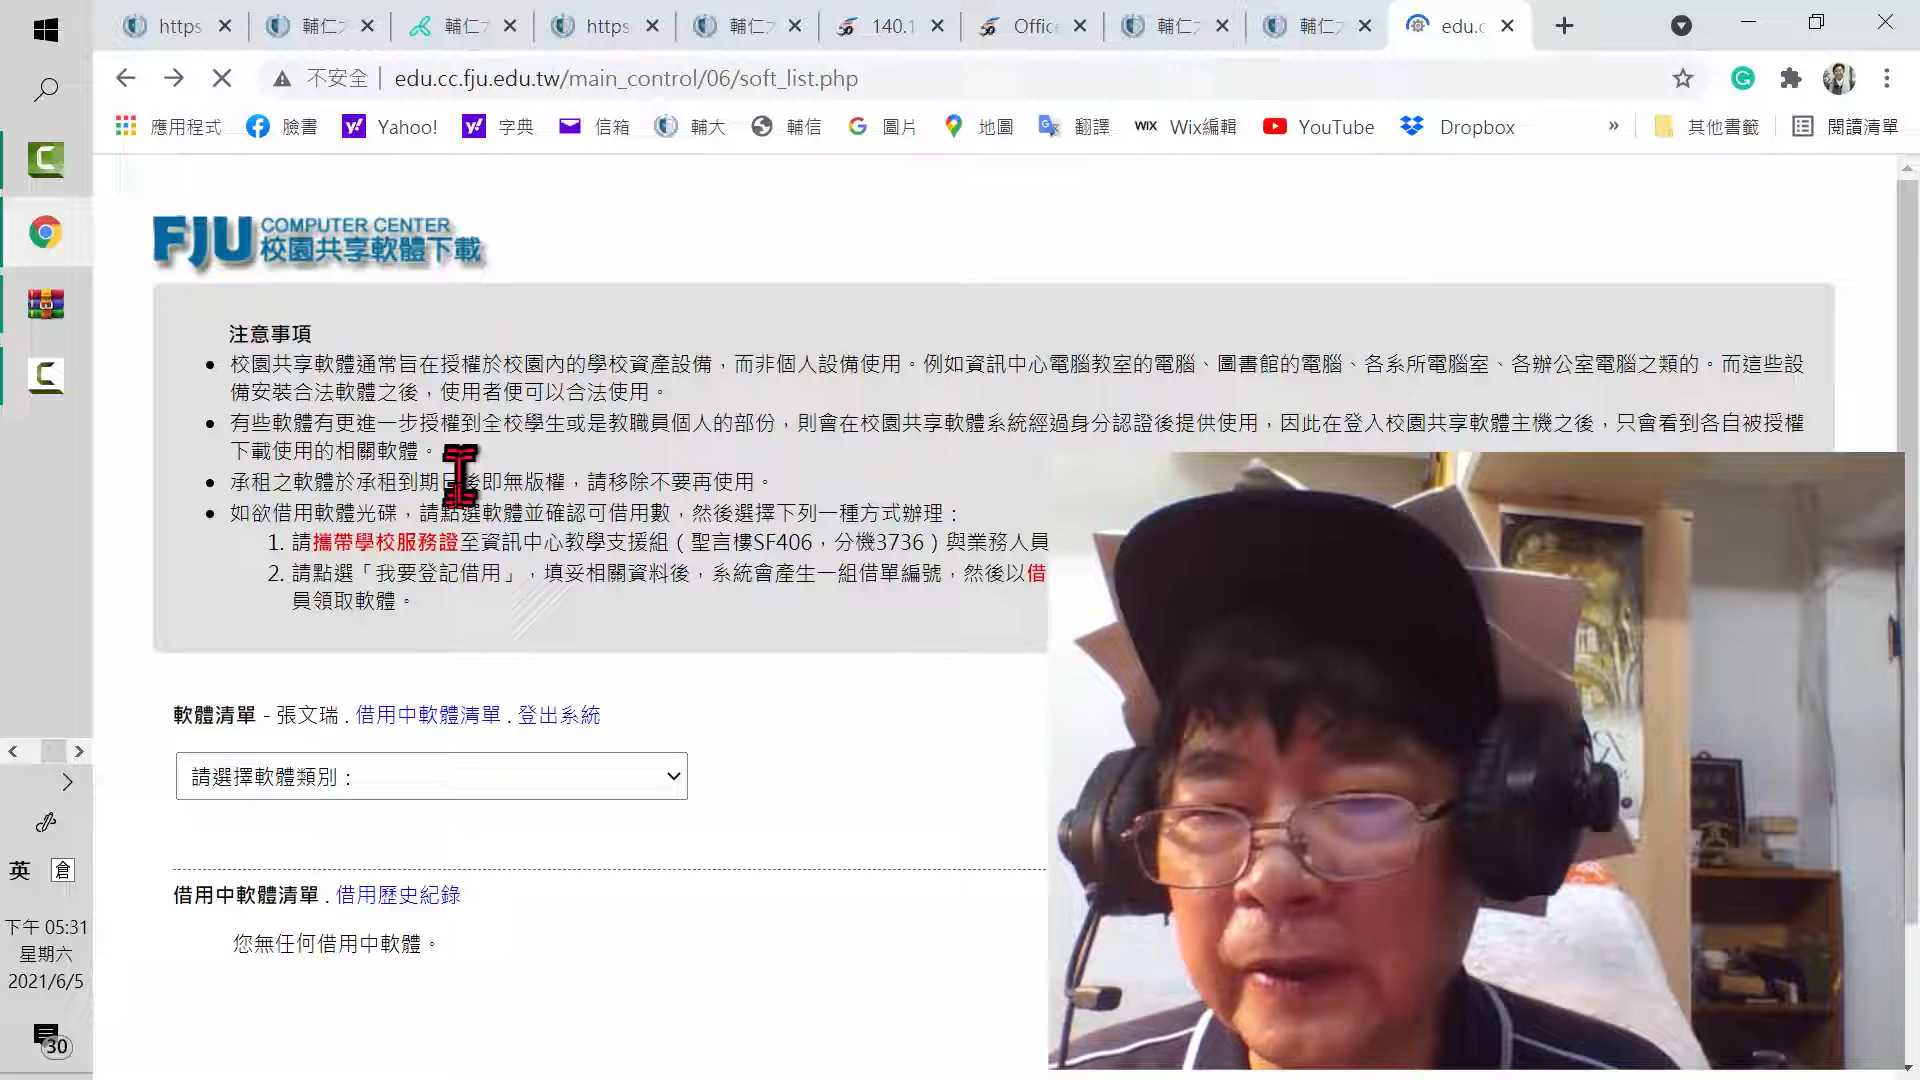 https
輔仁大
輔仁大
https
輔仁大
140.1
Offic
輔仁大
輔仁大
edu.c
不安全 | edu.cc.fju.edu.tw/main_control/06/soft_list.php
應用程式 臉書 Yahoo! 字典 信箱 輔大 輔信 圖片 地圖 翻譯 WIX Wix編輯 YouTube Dropbox » 其他書籤 閱讀清單
FJU COMPUTER CENTER
校園共享軟體下載
注意事項
校園共享軟體通常旨在授權於校園內的學校資產設備，而非個人設備使用。例如資訊中心電腦教室的電腦、圖書館的電腦、各系所電腦室、各辦公室電腦之類的。而這些設
備安裝合法軟體之後，使用者便可以合法使用。
有些軟體有更進一步授權到全校學生或是教職員個人的部份，則會在校園共享軟體系統經過身分認證後提供使用，因此在登入校園共享軟體主機之後，只會看到各自被授權
下載使用的相關軟體。
承租之軟體於承租到期日後即無版權，請移除不要再使用。
如欲借用軟體光碟，請點選軟體並確認可借用數，然後選擇下列一種方式辦理：
1. 請攜帶學校服務證至資訊中心教學支援組（聖言樓SF406，分機3736）與業務人員
2. 請點選「我要登記借用」，填妥相關資料後，系統會產生一組借單編號，然後以借
員領取軟體。
軟體清單 - 張文瑞 . 借用中軟體清單 . 登出系統
請選擇軟體類別：
借用中軟體清單 . 借用歷史紀錄
您無任何借用中軟體。
英 倉
下午 05:31
星期六
2021/6/5
30